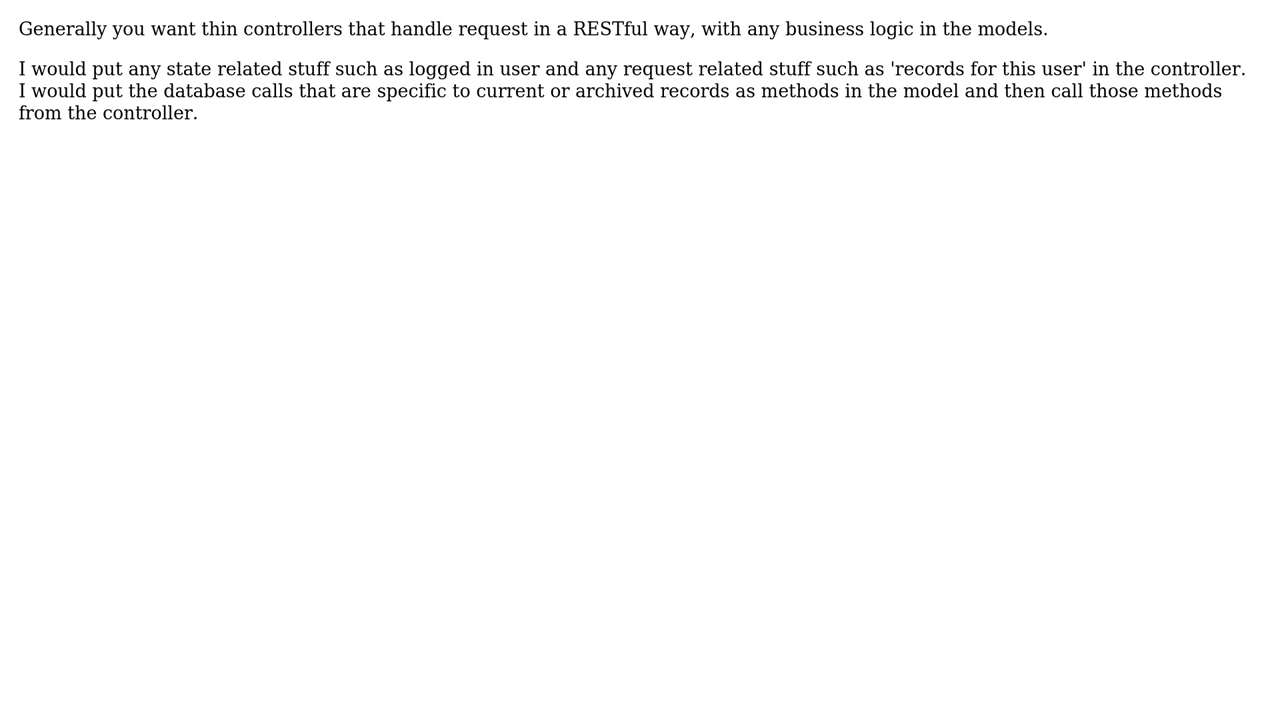 Generally you want thin controllers that handle request in a RESTful way, with any business logic in the models.
I would put any state related stuff such as logged in user and any request related stuff such as 'records for this user' in the controller.
I would put the database calls that are specific to current or archived records as methods in the model and then call those methods
from the controller.